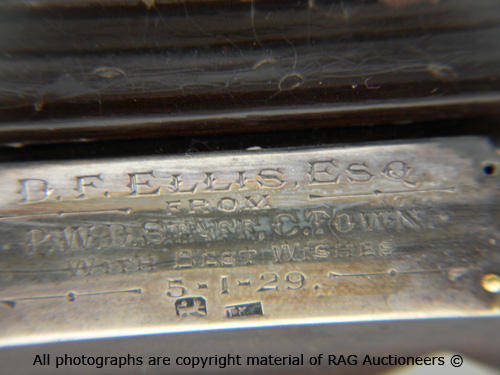 D. F. ELLIS, ESQ.
FROM
P.W.D. STAFF, C. TOWN.
WITH BEST WISHES
5-1-29.
All photographs are copyright material of RAG Auctioneers ©